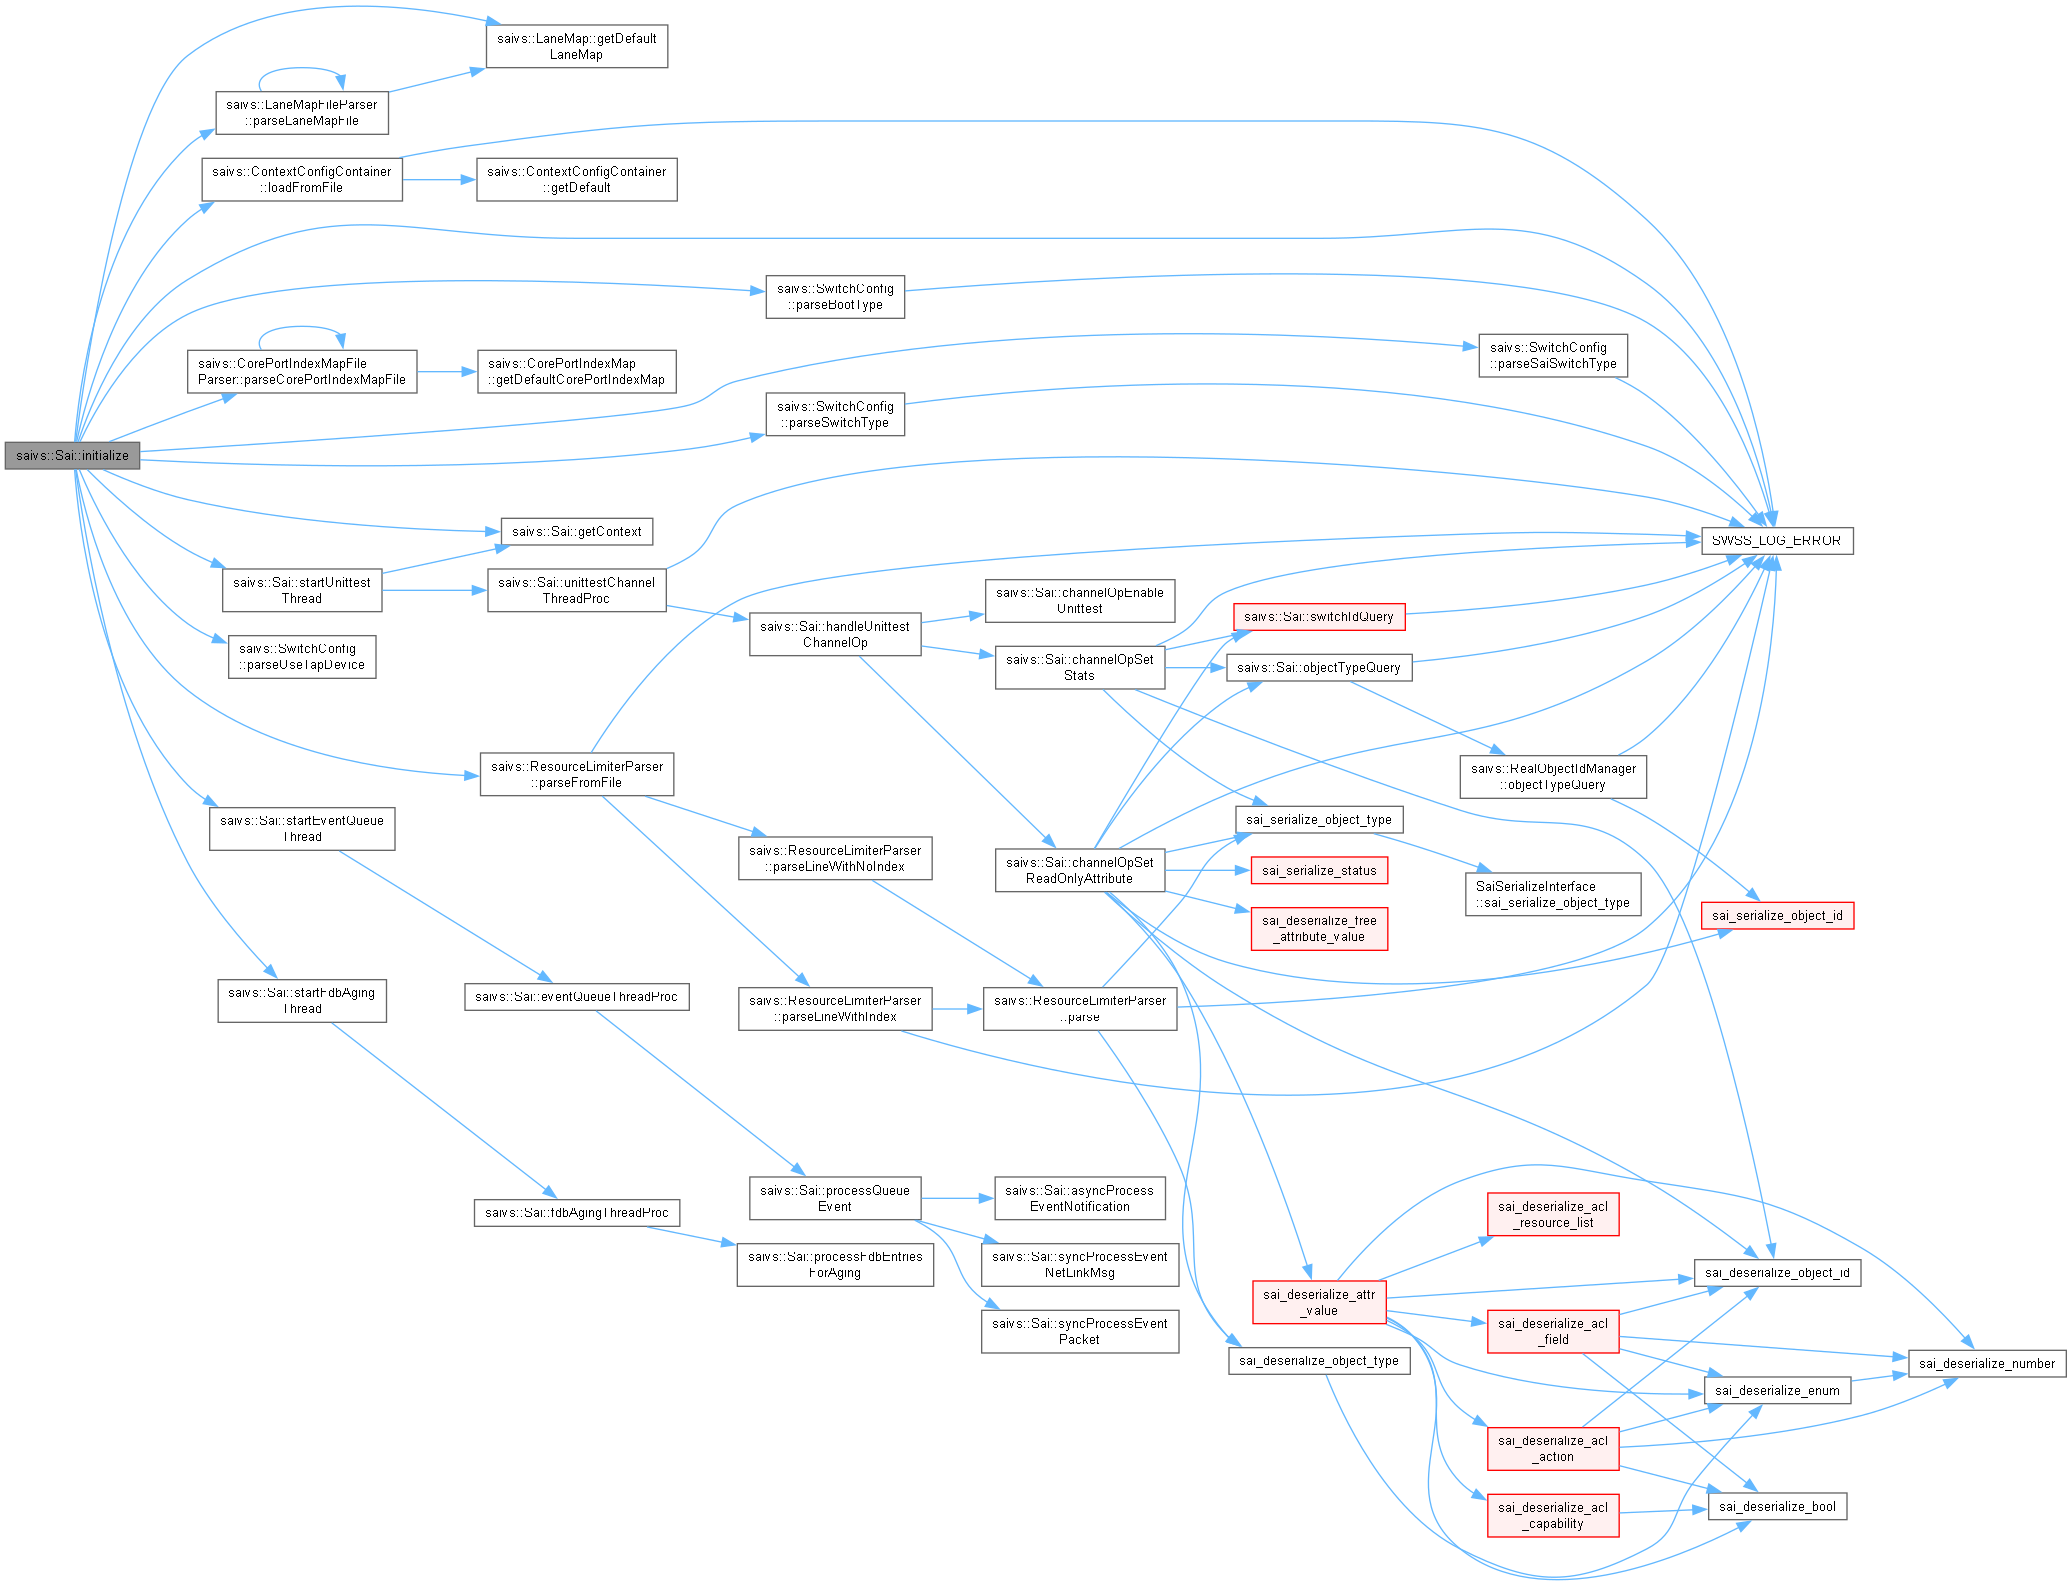 saivs::LaneMap::getDefault
LaneMap
saivs::LaneMapFileParser
::parseLaneMapFile
saivs::ContextConfigContainer
::loadFromFile
saivs::ContextConfigContainer
::getDefault
saivs::SwitchConfig
::parseBootType
saivs::SwitchConfig
::parseSaiSwitchType
saivs::CorePortIndexMapFile
Parser::parseCorePortIndexMapFile
saivs::CorePortIndexMap
::getDefaultCorePortIndexMap
saivs::SwitchConfig
::parseSwitchType
saivs::Sai::initialize
saivs::Sai::getContext
SWSS_LOG_ERROR
saivs::Sai::startUnittest
Thread
saivs::Sai::unittestChannel
ThreadProc
saivs::Sai::channelOpEnable
Unittest
saivs::Sai::switchIdQuery
saivs::Sai::handleUnittest
ChannelOp
saivs::SwitchConfig
::parseUseTapDevice
saivs::Sai::channelOpSet
Stats
saivs::Sai::objectTypeQuery
saivs::ResourceLimiterParser
::parseFromFile
saivs::RealObjectIdManager
::objectTypeQuery
saivs::Sai::startEventQueue
Thread
sai_serialize_object_type
saivs::ResourceLimiterParser
::parseLineWithNoIndex
saivs::Sai::channelOpSet
ReadOnlyAttribute
sai_serialize_status
SaiSerializeInterface
::sai_serialize_object_type
sai_deserialize_free
_attribute_value
sai_serialize_object_id
saivs::Sai::startFdbAging
Thread
saivs::Sai::eventQueueThreadProc
saivs::ResourceLimiterParser
::parseLineWithIndex
saivs::ResourceLimiterParser
::parse
saivs::Sai::processQueue
Event
saivs::Sai::asyncProcess
EventNotification
saivs::Sai::fdbAgingThreadProc
sai_deserialize_acl
_resource_list
saivs::Sai::processFdbEntries
ForAging
saivs::Sai::syncProcessEvent
NetLinkMsg
sai_deserialize_object_id
sai_deserialize_attr
_value
saivs::Sai::syncProcessEvent
Packet
sai_deserialize_acl
_field
sai_deserialize_object_type
sai_deserialize_number
sai_deserialize_enum
sai_deserialize_acl
_action
sai_deserialize_acl
_capability
sai_deserialize_bool